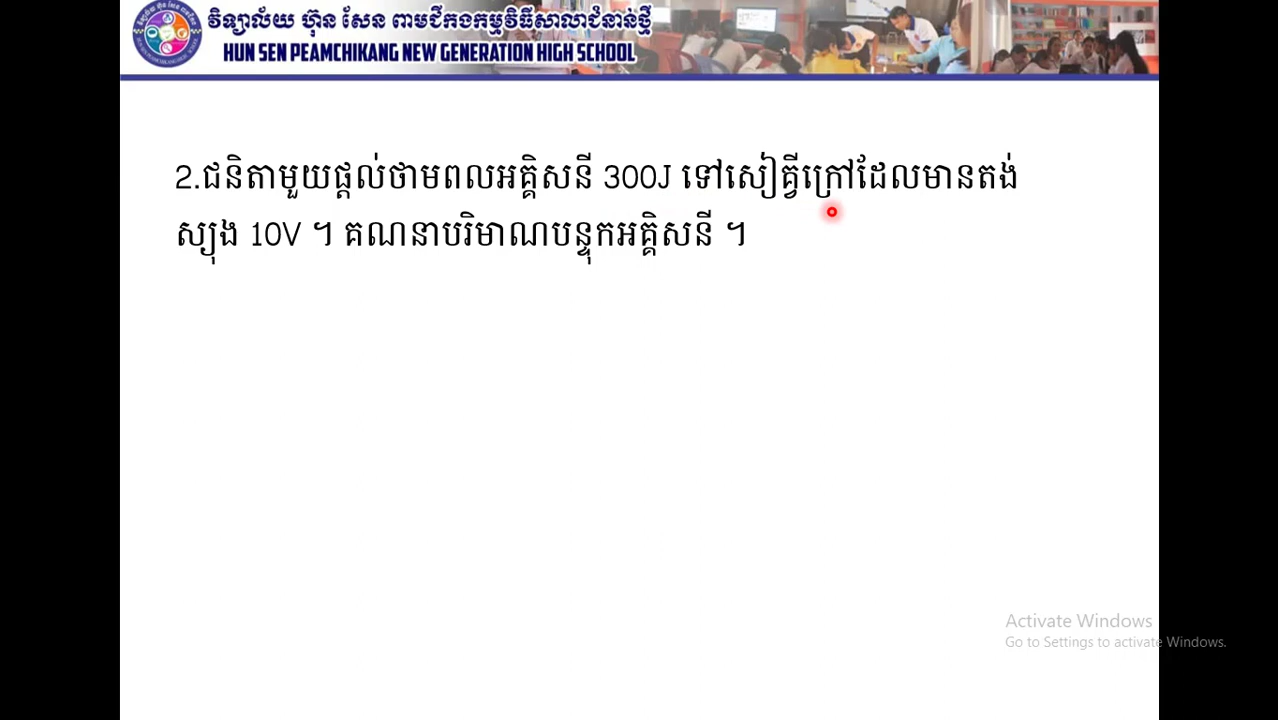 វិទ្យាល័យ ហ៊ុន សែន ពាមជីកងកម្មវិធីសាលាជំនាន់ថ្មី
HUN SEN PEAMCHIKANG NEW GENERATION HIGH SCHOOL
2.ជនិតាមួយផ្តល់ថាមពលអគ្គិសនី 300J ទៅសៀគ្វីក្រៅដែលមានតង់
ស្យុង 10V ។ គណនាបរិមាណបន្ទុកអគ្គិសនី ។
Activate Windows
Go to Settings to activate Windows.